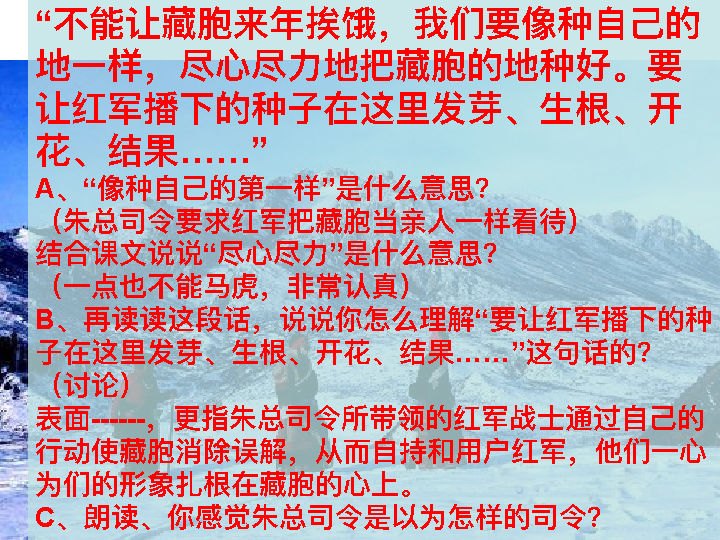 “不能让藏胞来年挨饿，我们要像种自己的
地一样，尽心尽力地把藏胞的地种好。要
让红军播下的种子在这里发芽、生根、开
花、结果……”
A、“像种自己的第一样”是什么意思？
（朱总司令要求红军把藏胞当亲人一样看待）
结合课文说说“尽心尽力”是什么意思？
（一点也不能马虎，非常认真）
B、再读读这段话，说说你怎么理解“要让红军播下的种
子在这里发芽、生根、开花、结果……”这句话的？
（讨论）
表面------，更指朱总司令所带领的红军战士通过自己的
行动使藏胞消除误解，从而自持和用户红军，他们一心
为们的形象扎根在藏胞的心上。
C、朗读、你感觉朱总司令是以为怎样的司令？